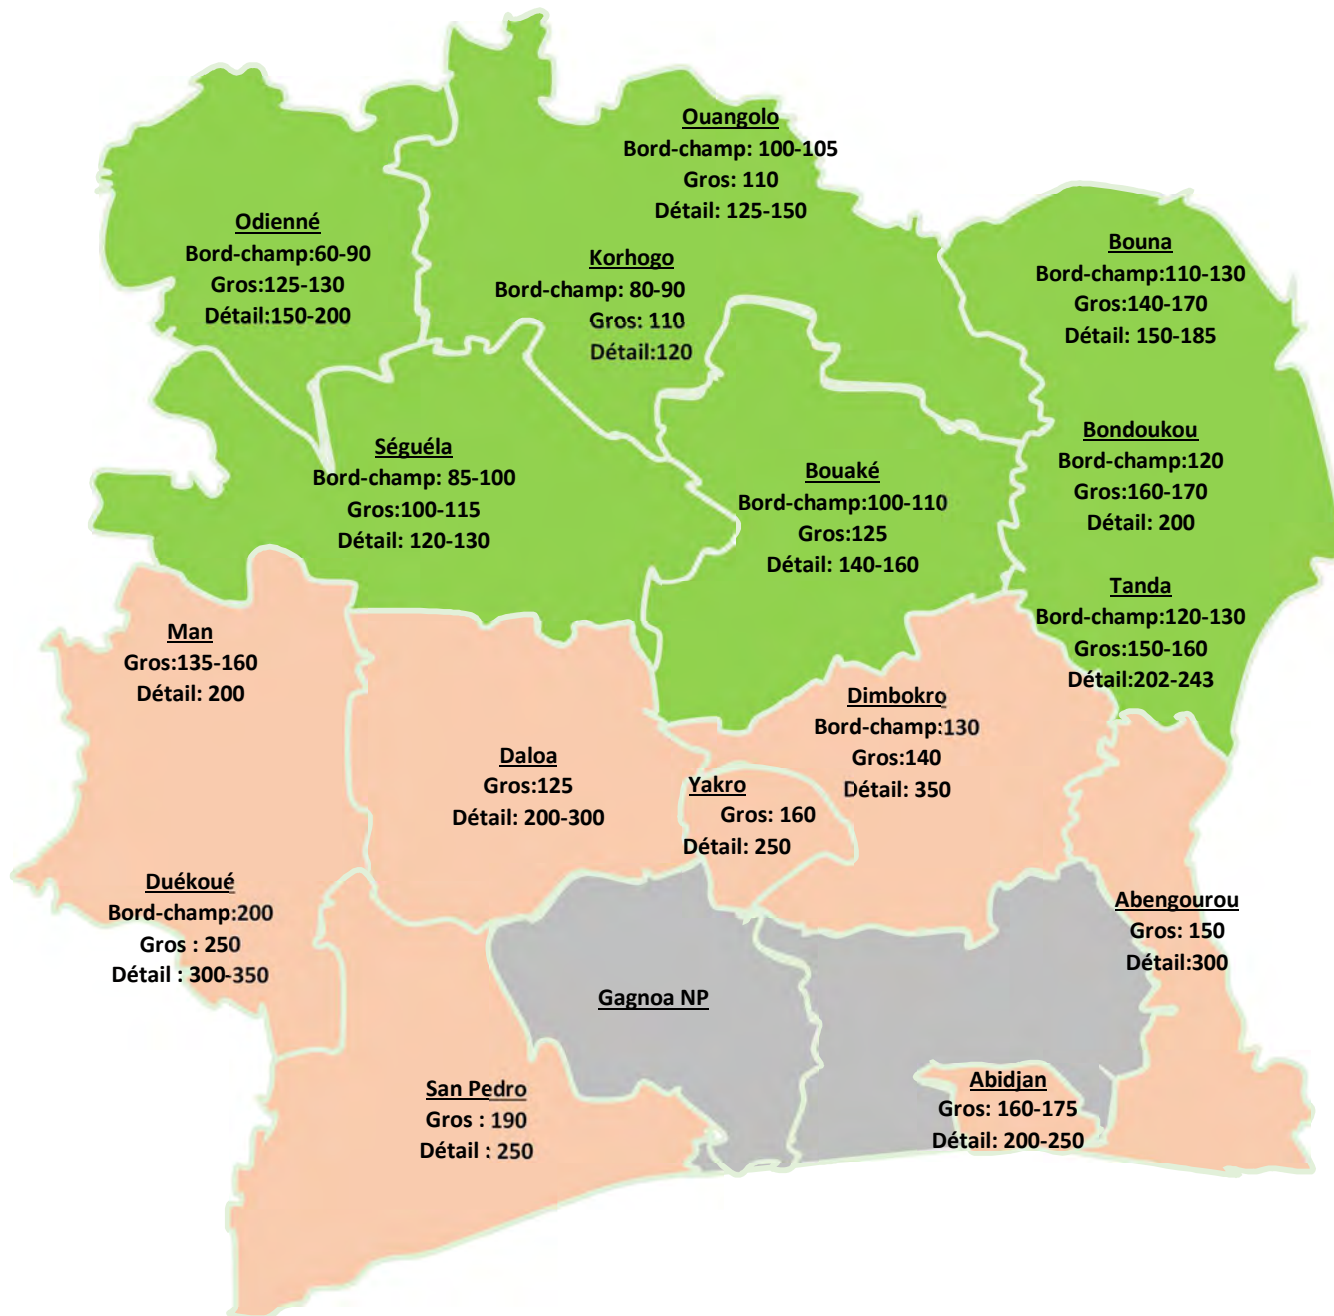 Ouangolo
Bord-champ: 100-105
Gros: 110
Détail: 125-150
Odienné
Bord-champ:60-90
Gros:125-130
Détail:150-200
Korhogo
Bord-champ: 80-90
Gros: 110
Détail:120
Bouna
Bord-champ:110-130
Gros:140-170
Détail: 150-185
Séguéla
Bord-champ: 85-100
Gros:100-115
Détail: 120-130
Bouaké
Bord-champ:100-110
Gros:125
Détail: 140-160
Bondoukou
Bord-champ:120
Gros:160-170
Détail: 200
Tanda
Bord-champ:120-130
Gros:150-160
Détail:202-243
Man
Gros:135-160
Détail: 200
Daloa
Gros:125
Détail: 200-300
Yakro
Gros: 160
Détail: 250
Dimbokro
Bord-champ:130
Gros:140
Détail: 350
Duékoué
Bord-champ:200
Gros : 250
Détail : 300-350
Abengourou
Gros: 150
Détail:300
Gagnoa NP
San Pedro
Gros : 190
Détail : 250
Abidjan
Gros: 160-175
Détail: 200-250